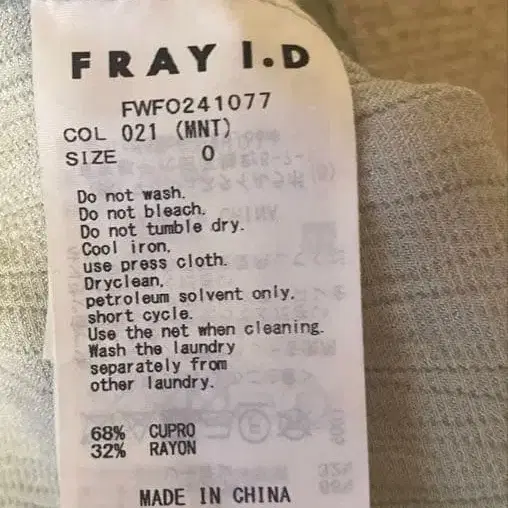 FRAY I.D
FWFO241077
COL 021 (MNT)
SIZE 0
Do not wash.
Do not bleach.
Do not tumble dry.
Cool iron.
use press cloth.
Dryclean,
petroleum solvent only.
short cycle.
Use the net when cleaning.
Wash the laundry
separately from
other laundry.
68% CUPRO
32% RAYON
MADE IN CHINA